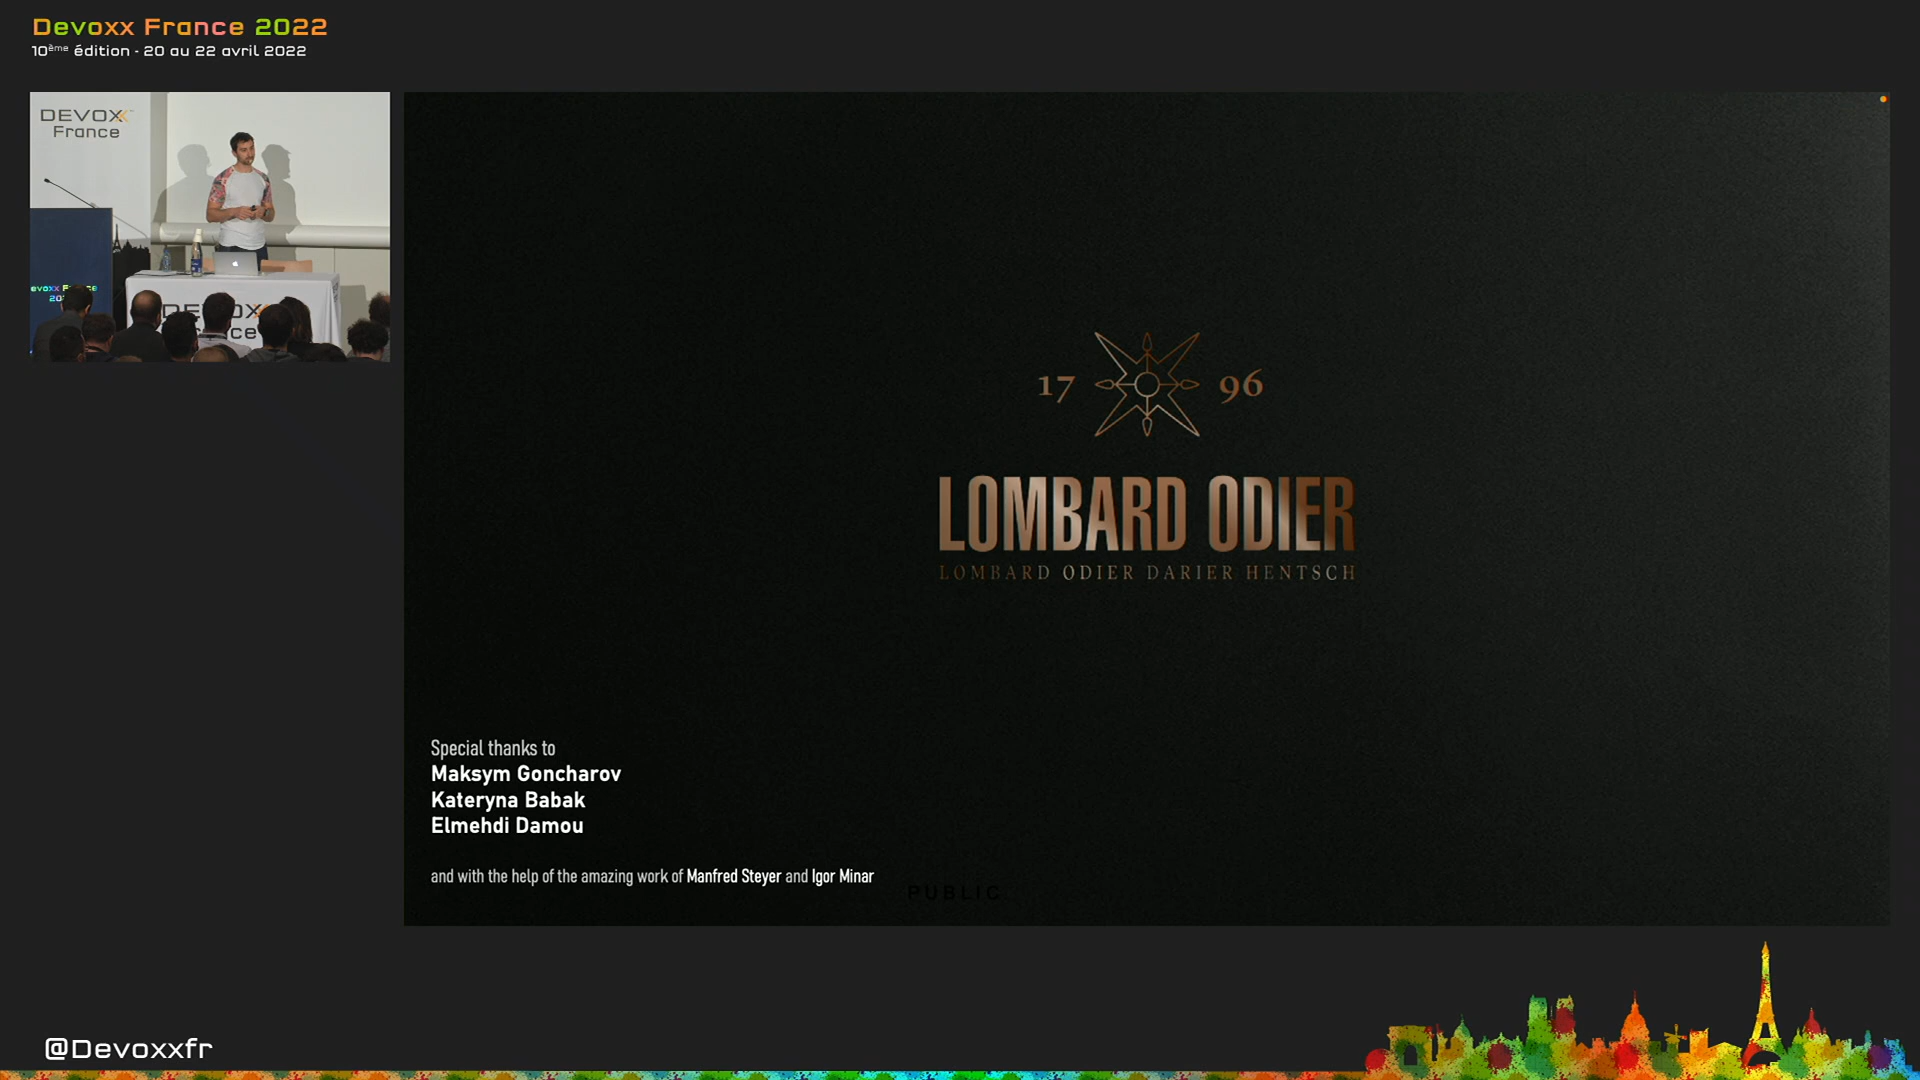 Devoxx France 2022
10ème édition - 20 au 22 avril 2022
DEVOXX
France
17 96
LOMBARD ODIER
LOMBARD ODIER DARIER HENTSCH
Special thanks to
Maksym Goncharov
Kateryna Babak
Elmehdi Damou
and with the help of the amazing work of Manfred Steyer and Igor Minar
PUBLIC
@Devoxxfr